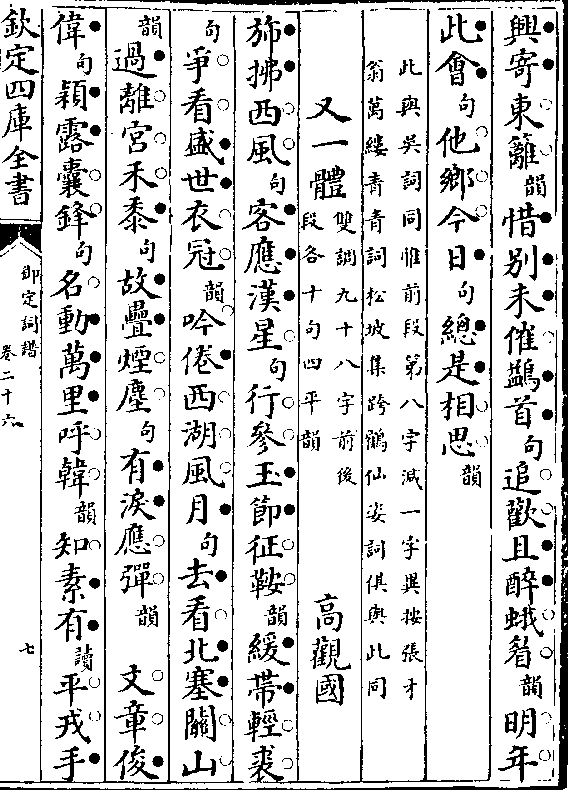 興寄東籬韻惜别未催鷁首句追歡且醉蛾眉韻明年
此會句他鄉今日句總是相思韻
此與吳詞同惟前段第八字減一字異按張才
翁萬縷青青詞松坡集跨鶴仙姿詞俱與此同
又一體 雙調九十八字前後
段各十句四平韻 高觀國
斾拂西風句客應漢星句行參玉節征鞍韻緩帶輕裘
句爭看盛世衣冠韻吟倦西湖風月句去看北塞關山
韻過離宮禾黍句故疊煙塵句有淚應彈韻 文章俊
偉句穎露囊鋒句名動萬里呼韓韻知素有讀平戎手
欽定四庫全書
御定詞譜
卷二十六
七